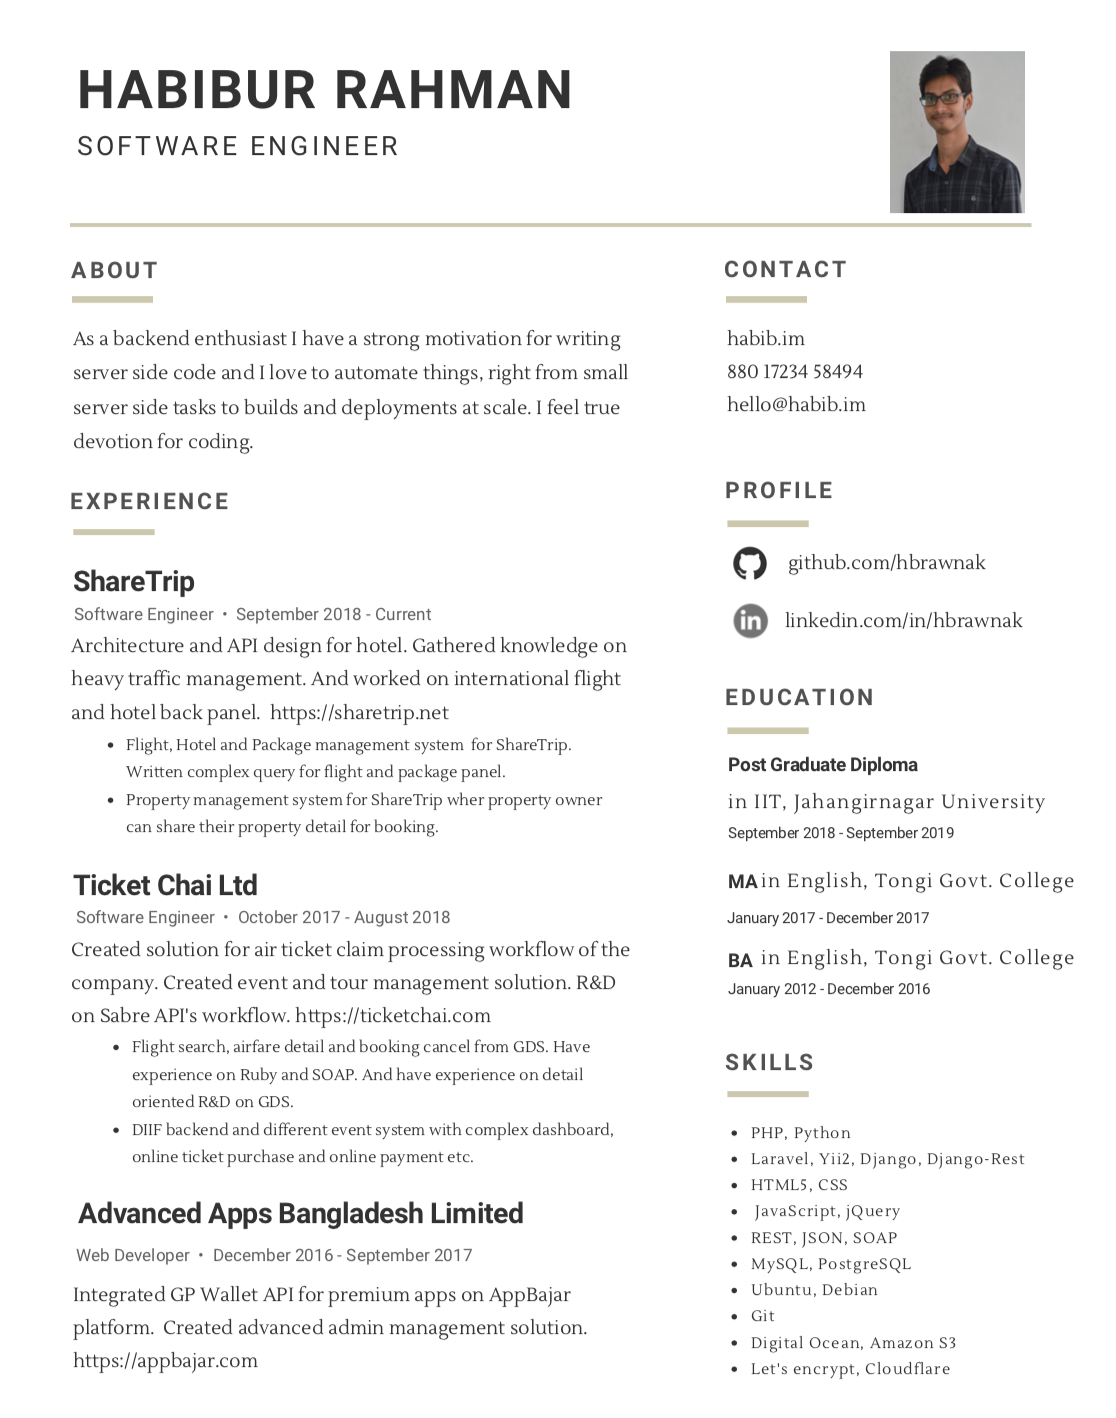 HABIBUR RAHMAN
SOFTWARE ENGINEER
ABOUT
As a backend enthusiast I have a strong motivation for writing
server side code and I love to automate things, right from small
server side tasks to builds and deployments at scale. I feel true
devotion for coding.
EXPERIENCE
ShareTrip
Software Engineer • September 2018 - Current
Architecture and API design for hotel. Gathered knowledge on
heavy traffic management. And worked on international flight
and hotel back panel. https://sharetrip.net
• Flight, Hotel and Package management system for ShareTrip.
Written complex query for flight and package panel.
• Property management system for ShareTrip wher property owner
can share their property detail for booking.
Ticket Chai Ltd
Software Engineer • October 2017 - August 2018
Created solution for air ticket claim processing workflow of the
company. Created event and tour management solution. R&D
on Sabre API's workflow. https://ticketchai.com
• Flight search, airfare detail and booking cancel from GDS. Have
experience on Ruby and SOAP. And have experience on detail
oriented R&D on GDS.
• DIIF backend and different event system with complex dashboard,
online ticket purchase and online payment etc.
Advanced Apps Bangladesh Limited
Web Developer • December 2016 - September 2017
Integrated GP Wallet API for premium apps on AppBajar
platform. Created advanced admin management solution.
https://appbajar.com
CONTACT
habib.im
880 17234 58494
hello@habib.im
PROFILE
github.com/hbrawnak
in linkedin.com/in/hbrawnak
EDUCATION
Post Graduate Diploma
in IIT, Jahangirnagar University
September 2018 - September 2019
MA in English, Tongi Govt. College
January 2017 - December 2017
BA in English, Tongi Govt. College
January 2012 - December 2016
SKILLS
• PHP, Python
• Laravel, Yii2, Django, Django-Rest
• HTML5, CSS
• JavaScript, jQuery
• REST, JSON, SOAP
• MySQL, PostgreSQL
• Ubuntu, Debian
• Git
• Digital Ocean, Amazon S3
• Let's encrypt, Cloudflare